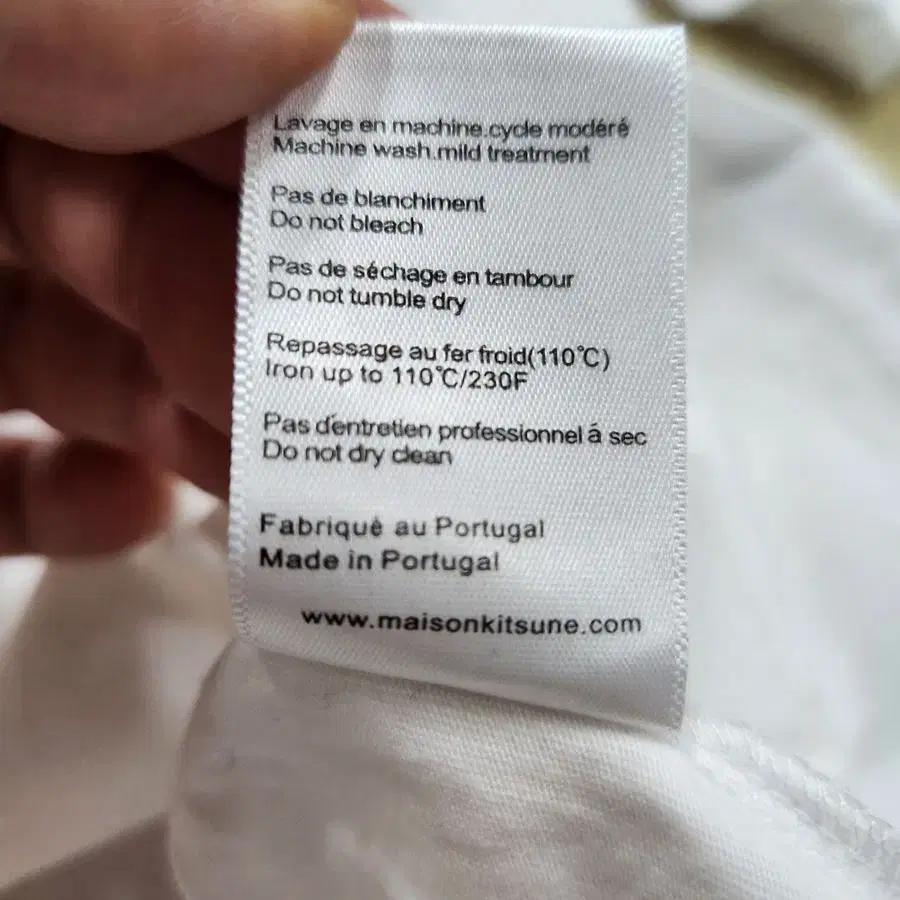 Lavage en machine.cycle modéré
Machine wash.mild treatment
Pas de blanchiment
Do not bleach
Pas de séchage en tambour
Do not tumble dry
Repassage au fer froid(110℃)
Iron up to 110℃/230F
Pas d'entretien professionnel á sec
Do not dry clean
Fabriqué au Portugal
Made in Portugal
www.maisonkitsune.com